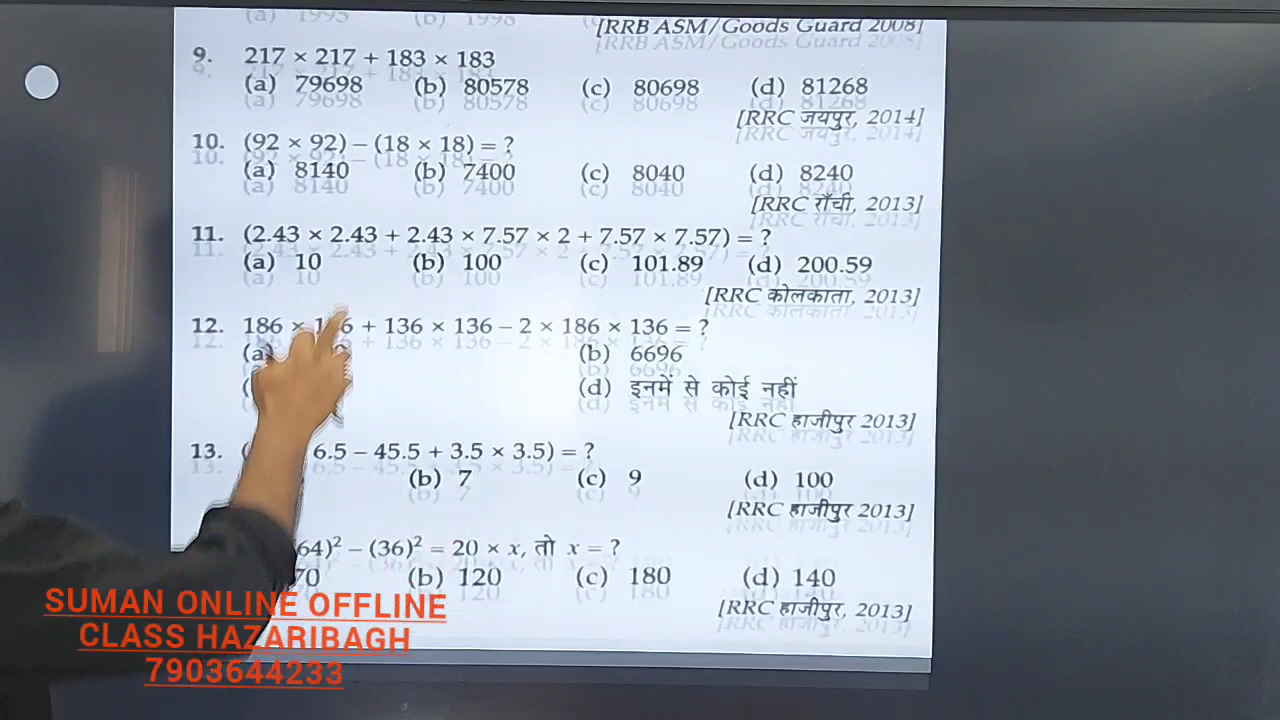 (a) 1995 (b) 1998
[RRB ASM/Goods Guard 2008]
9. 217 × 217 + 183 × 183
(a) 79698 (b) 80578 (c) 80698 (d) 81268
[RRC जयपुर, 2014]
10. (92 × 92) – (18 × 18) = ?
(a) 8140 (b) 7400 (c) 8040 (d) 8240
[RRC राँची, 2013]
11. (2.43 × 2.43 + 2.43 × 7.57 × 2 + 7.57 × 7.57) = ?
(a) 10 (b) 100 (c) 101.89 (d) 200.59
[RRC कोलकाता, 2013]
12. 186 × 186 + 136 × 136 – 2 × 186 × 136 = ?
(a) (b) 6696
(d) इनमें से कोई नहीं
[RRC हाजीपुर 2013]
13. 6.5 – 45.5 + 3.5 × 3.5) = ?
(b) 7 (c) 9 (d) 100
[RRC हाजीपुर 2013]
64)² – (36)² = 20 × x, तो x = ?
70 (b) 120 (c) 180 (d) 140
[RRC हाजीपुर, 2013]
SUMAN ONLINE OFFLINE
CLASS HAZARIBAGH
7903644233